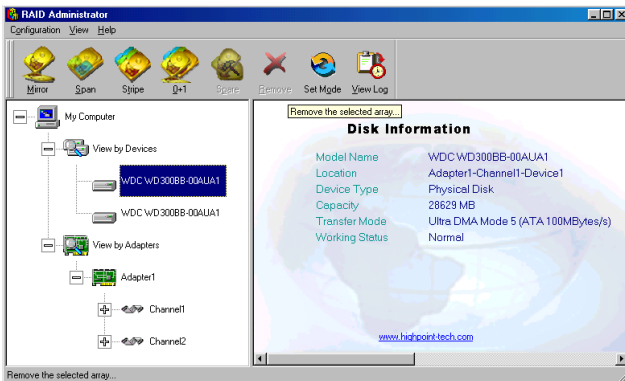 RAID Administrator
Configuration View Help
Mirror Span Stripe 0+1 Spare Remove Set Mode View Log
Remove the selected array...
My Computer
View by Devices
WDC WD300BB-00AUA1
WDC WD300BB-00AUA1
View by Adapters
Adapter1
Channel1
Channel2
Disk Information
Model Name WDC WD300BB-00AUA1
Location Adapter1-Channel1-Device1
Device Type Physical Disk
Capacity 28629 MB
Transfer Mode Ultra DMA Mode 5 (ATA 100MBytes/s)
Working Status Normal
www.highpoint-tech.com
Remove the selected array...